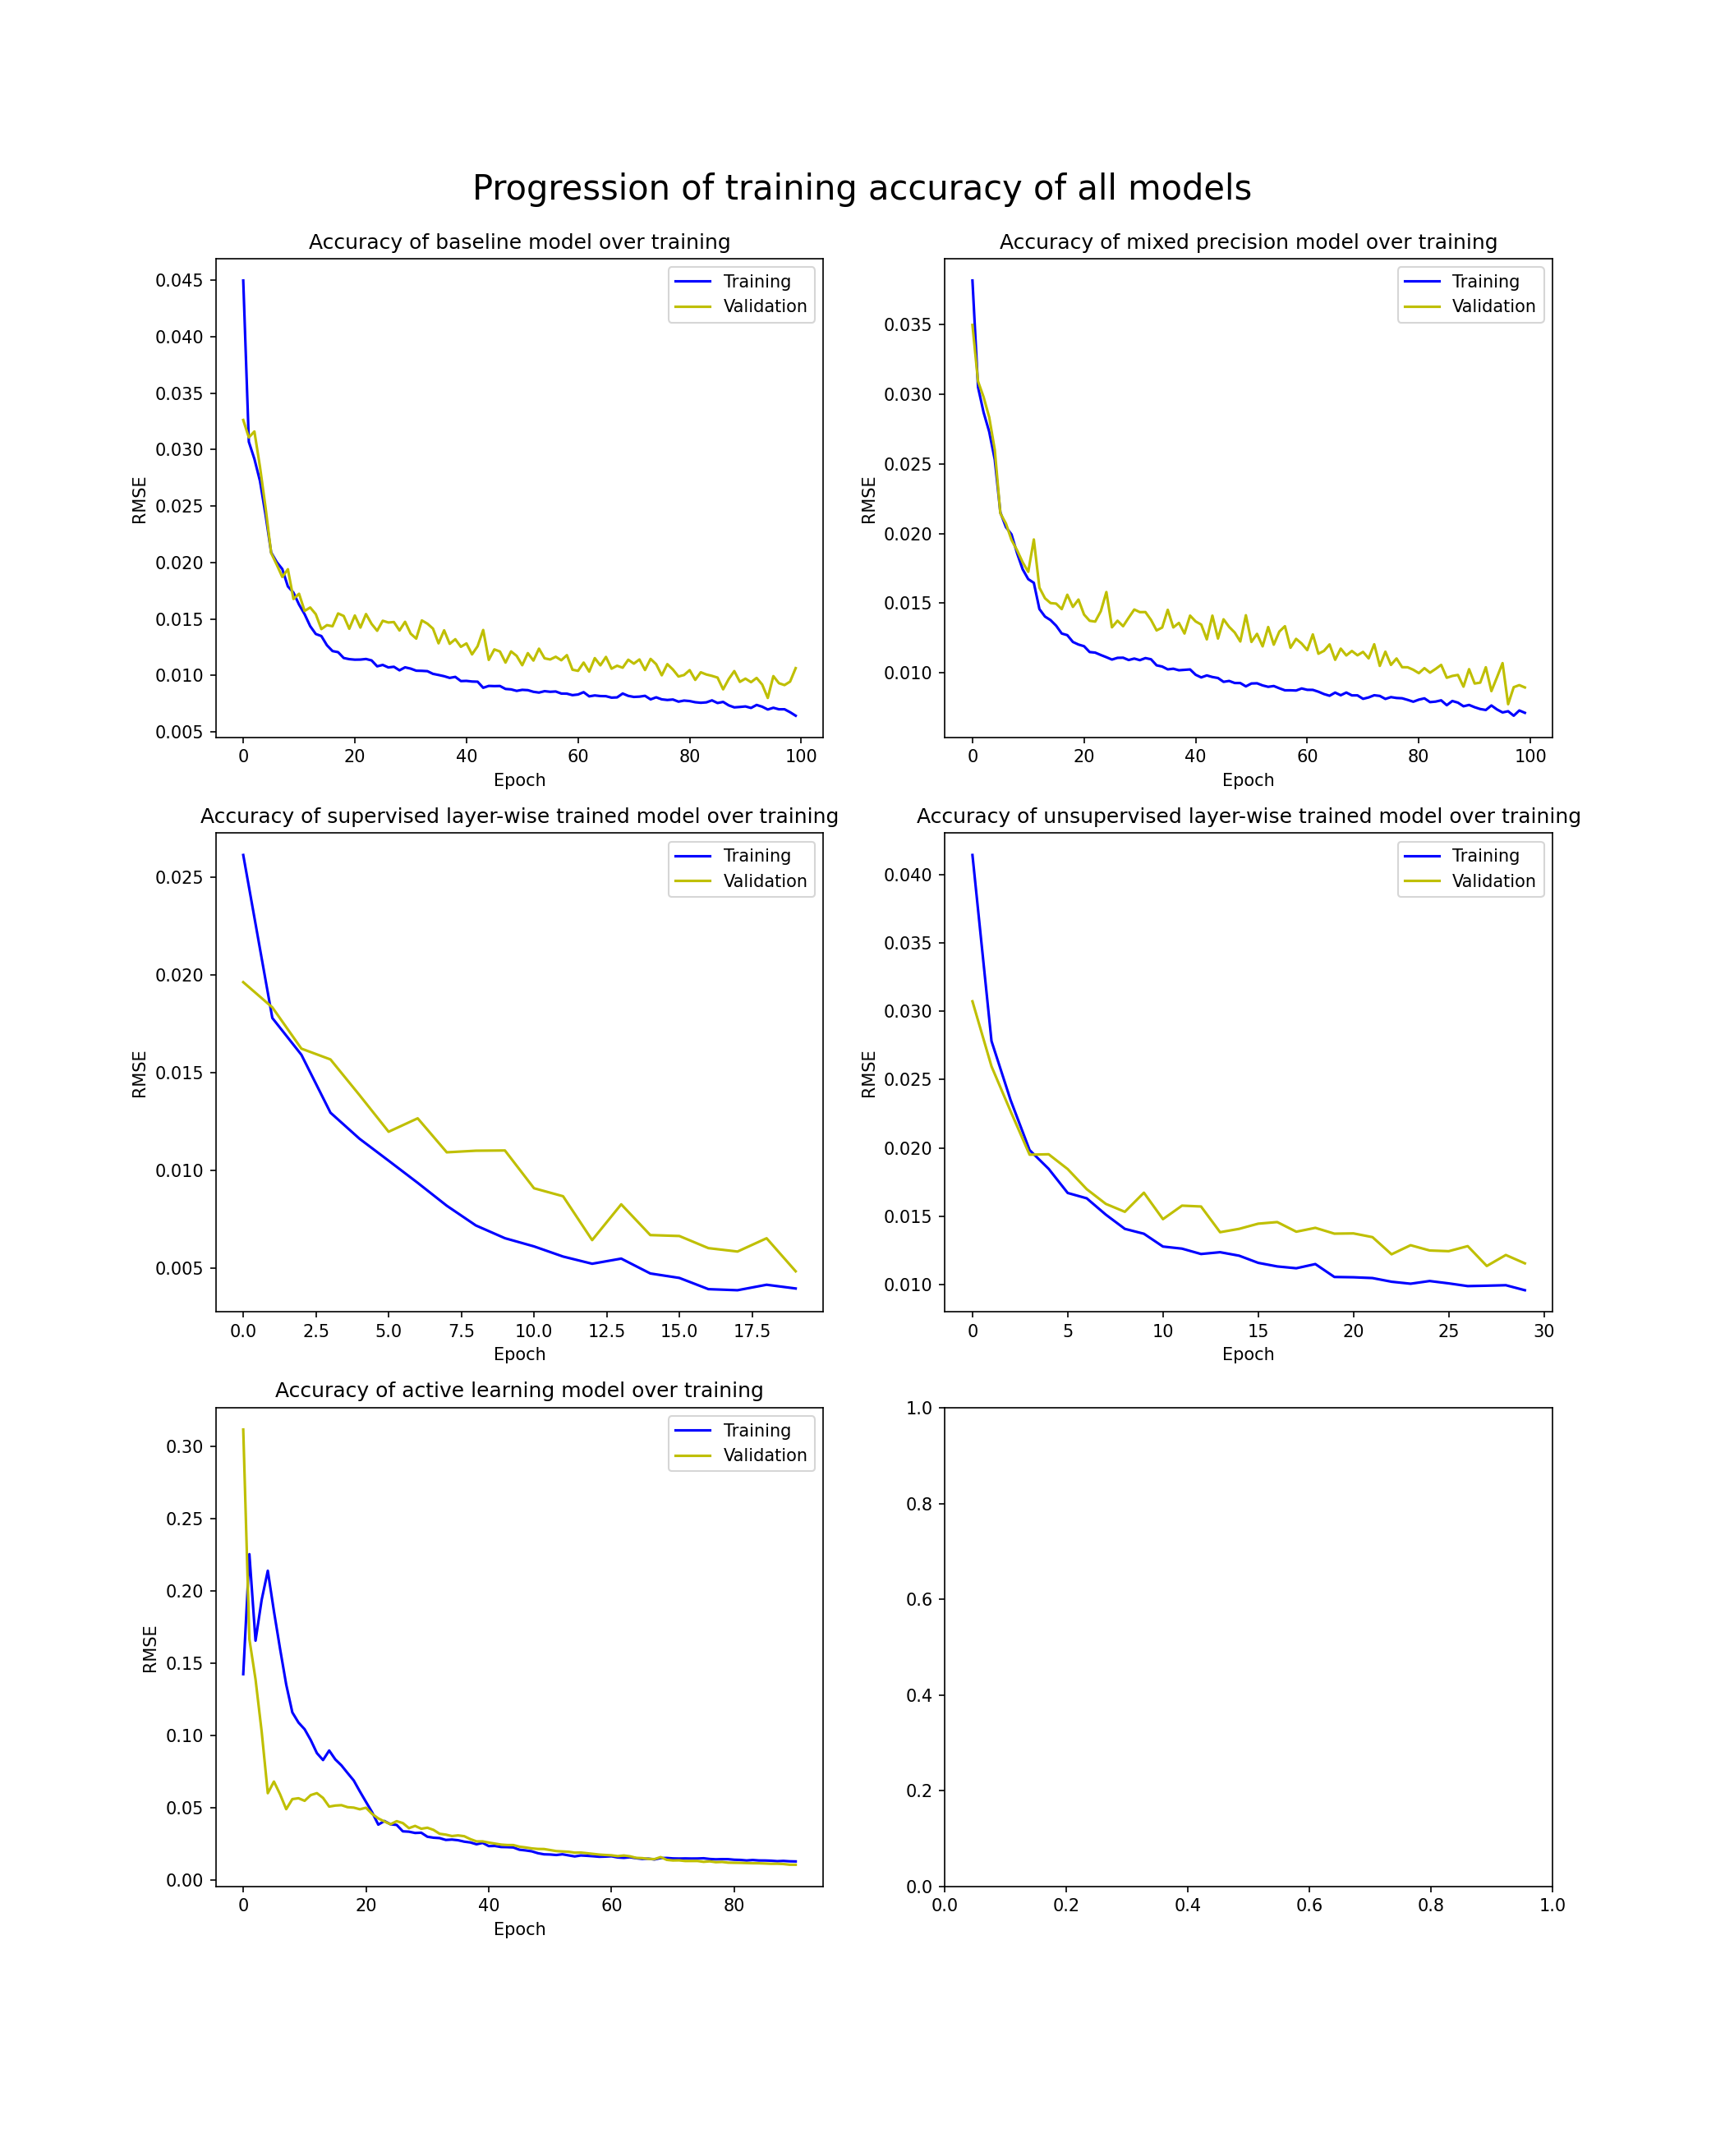 Progression of training accuracy of all models
Accuracy of baseline model over training
0.045
0.040
0.035
0.030
0.025
0.020
0.015
0.010
0.005
RMSE
Training
Validation
0 20 40 60 80 100
Epoch
Accuracy of mixed precision model over training
0.035
0.030
0.025
0.020
0.015
0.010
RMSE
Training
Validation
0 20 40 60 80 100
Epoch
Accuracy of supervised layer-wise trained model over training
0.025
0.020
0.015
0.010
0.005
RMSE
Training
Validation
0.0 2.5 5.0 7.5 10.0 12.5 15.0 17.5
Epoch
Accuracy of unsupervised layer-wise trained model over training
0.040
0.035
0.030
0.025
0.020
0.015
0.010
RMSE
Training
Validation
0 5 10 15 20 25 30
Epoch
Accuracy of active learning model over training
0.30
0.25
0.20
0.15
0.10
0.05
0.00
RMSE
Training
Validation
0 20 40 60 80
Epoch
1.0
0.8
0.6
0.4
0.2
0.0
0.0 0.2 0.4 0.6 0.8 1.0